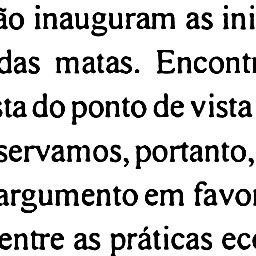 ão inauguram as ini
das matas. Encontr
sta do ponto de vista
servamos, portanto,
argumento em favor
entre as práticas eco